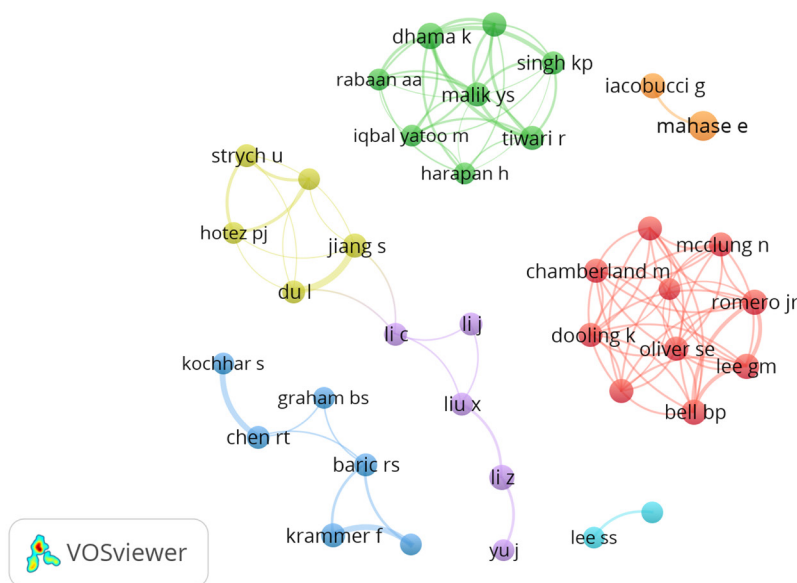 dhama k
singh kp
rabaan aa
malik ys
iqbal yatoo m
tiwari r
harapan h
iacobucci g
mahase e
strych u
hotez pj
jiang s
du l
mcclung n
chamberland m
romero jr
dooling k
oliver se
lee gm
bell bp
li c
li j
liu x
li z
yu j
kochhar s
graham bs
chen rt
baric rs
krammer f
lee ss
VOSviewer